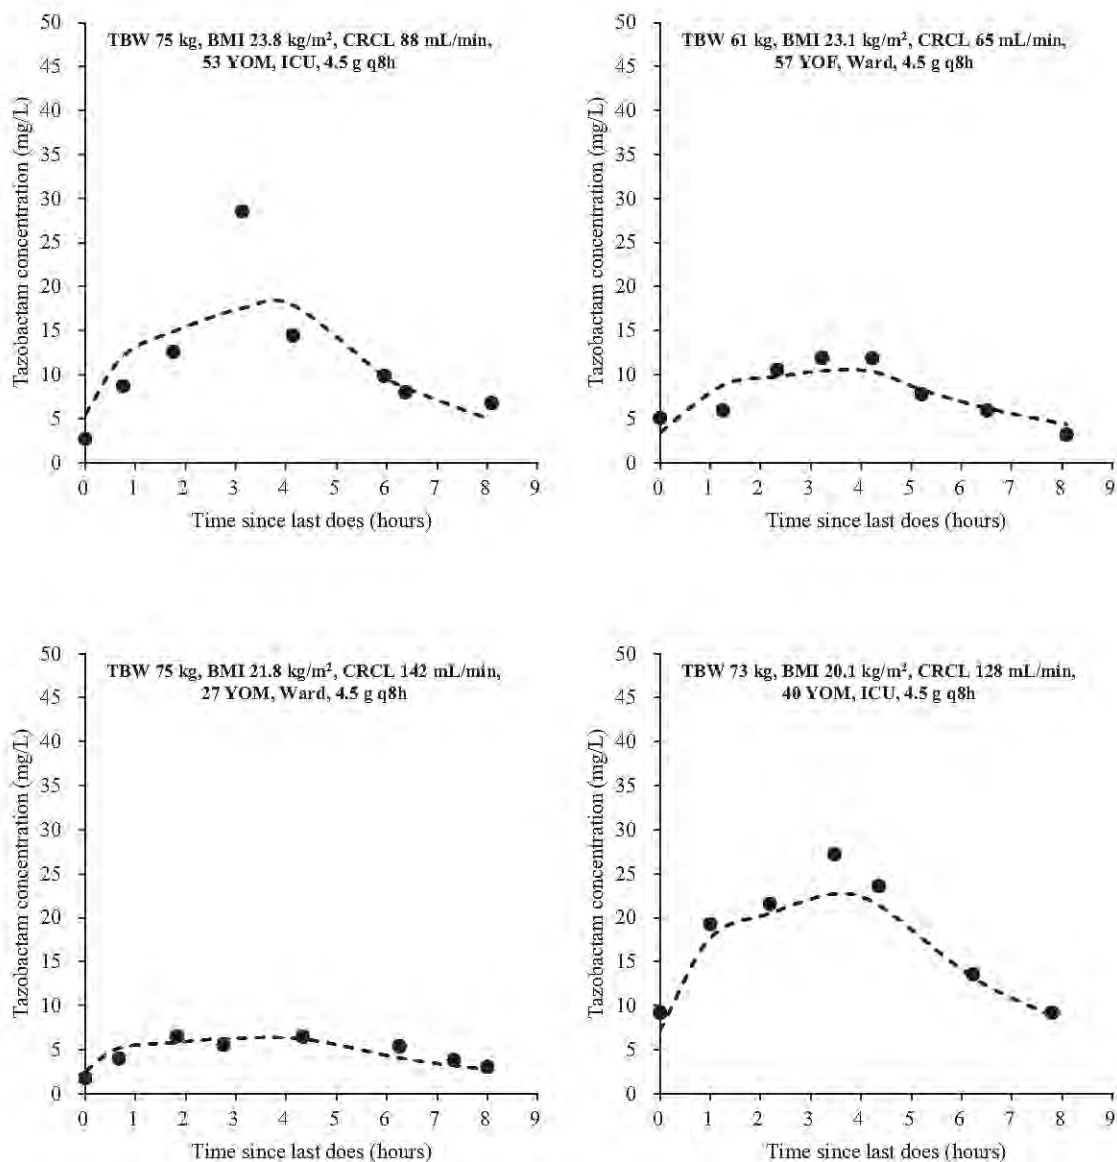 TBW 75 kg, BMI 23.8 kg/m², CRCL 88 mL/min,
53 YOM, ICU, 4.5 g q8h
Tazobactam concentration (mg/L)
50
45
40
35
30
25
20
15
10
5
0
0 1 2 3 4 5 6 7 8 9
Time since last does (hours)
TBW 61 kg, BMI 23.1 kg/m², CRCL 65 mL/min,
57 YOF, Ward, 4.5 g q8h
Tazobactam concentration (mg/L)
50
45
40
35
30
25
20
15
10
5
0
0 1 2 3 4 5 6 7 8 9
Time since last does (hours)
TBW 75 kg, BMI 21.8 kg/m², CRCL 142 mL/min,
27 YOM, Ward, 4.5 g q8h
Tazobactam concentration (mg/L)
50
45
40
35
30
25
20
15
10
5
0
0 1 2 3 4 5 6 7 8 9
Time since last does (hours)
TBW 73 kg, BMI 20.1 kg/m², CRCL 128 mL/min,
40 YOM, ICU, 4.5 g q8h
Tazobactam concentration (mg/L)
50
45
40
35
30
25
20
15
10
5
0
0 1 2 3 4 5 6 7 8 9
Time since last does (hours)